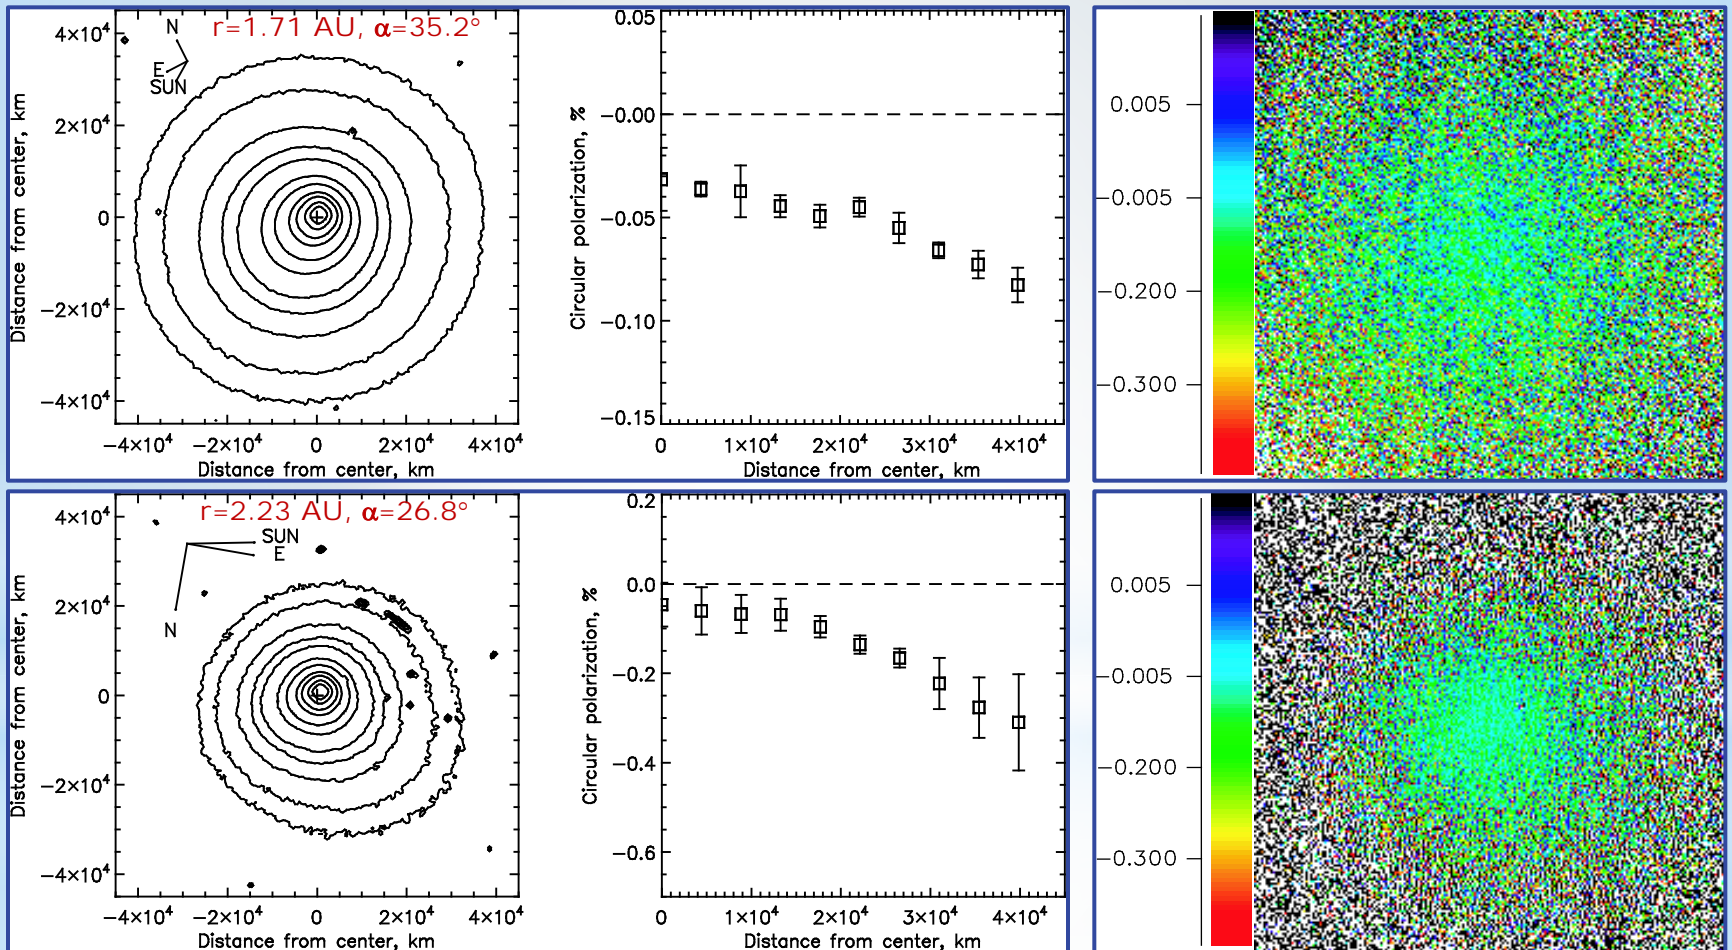 r=1.71 AU, α=35.2°
N
E
SUN
4×10⁴
2×10⁴
0
−2×10⁴
−4×10⁴
Distance from center, km
−4×10⁴ −2×10⁴ 0 2×10⁴ 4×10⁴
Distance from center, km
0.05
−0.00
−0.05
−0.10
−0.15
Circular polarization, %
0 1×10⁴ 2×10⁴ 3×10⁴ 4×10⁴
Distance from center, km
0.005
−0.005
−0.200
−0.300
r=2.23 AU, α=26.8°
SUN
E
N
4×10⁴
2×10⁴
0
−2×10⁴
−4×10⁴
Distance from center, km
−4×10⁴ −2×10⁴ 0 2×10⁴ 4×10⁴
Distance from center, km
0.2
0.0
−0.2
−0.4
−0.6
Circular polarization, %
0 1×10⁴ 2×10⁴ 3×10⁴ 4×10⁴
Distance from center, km
0.005
−0.005
−0.200
−0.300